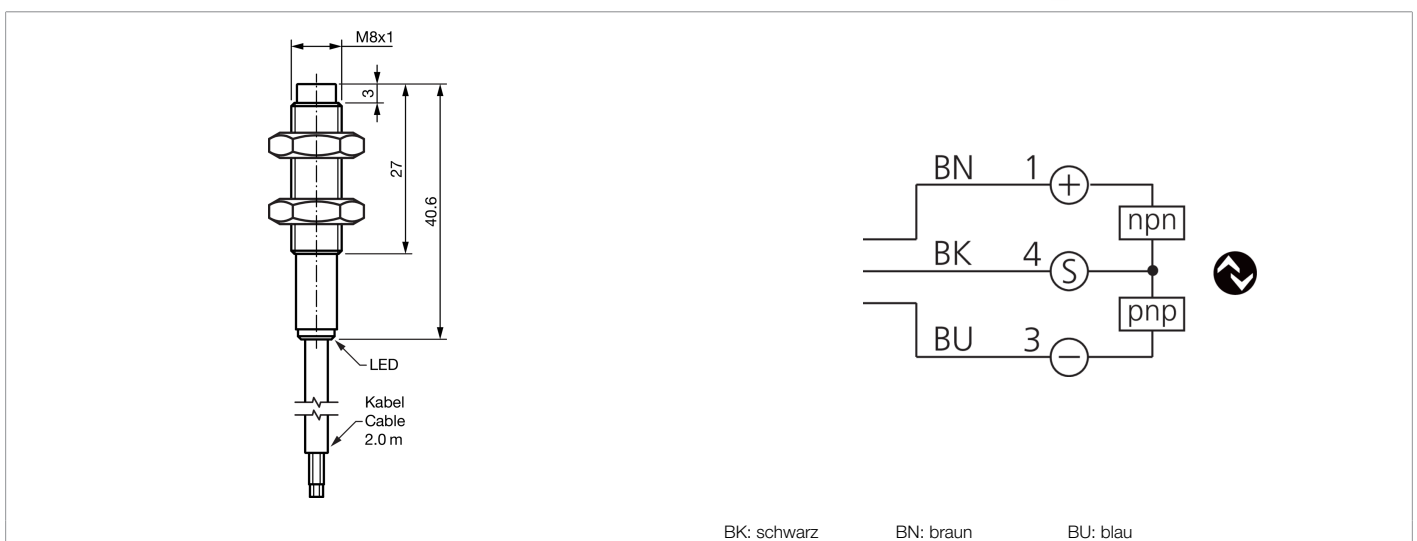 M8x1
3
27
40.6
LED
Kabel
Cable
2.0 m
BN 1 +
npn
BK 4 S
pnp
BU 3 −
BK: schwarz BN: braun BU: blau